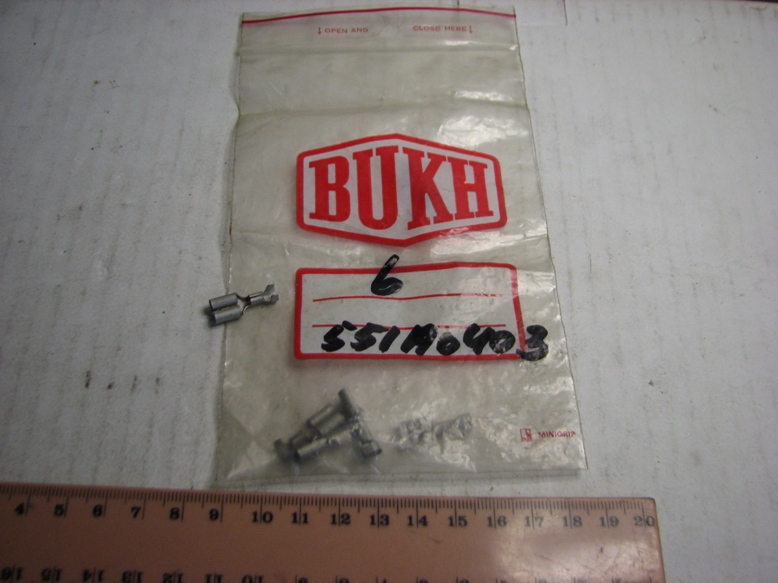 ↓ OPEN AND CLOSE HERE ↓
BUKH
6
551A0403
MINIGRIP
4 5 6 7 8 9 10 11 12 13 14 15 16 17 18 19 20